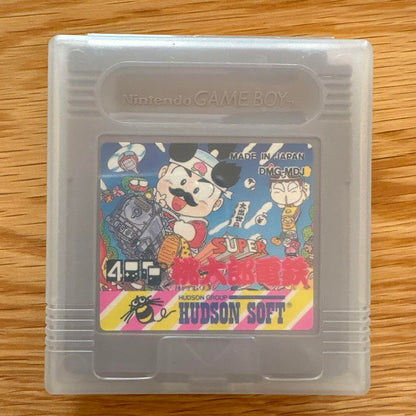 Nintendo GAME BOY
MADE IN JAPAN
DMG-MDJ
SUPER
桃太郎電鉄
HUDSON GROUP
HUDSON SOFT®